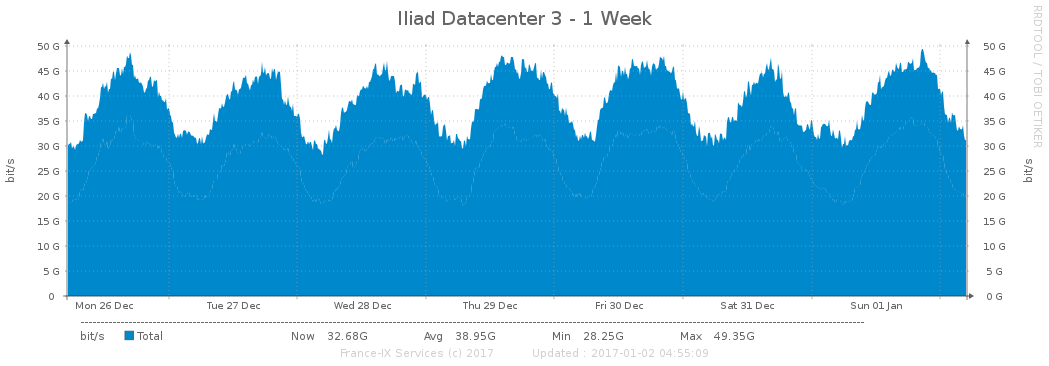 Iliad Datacenter 3 - 1 Week
RRDTOOL / TOBI OETIKER
50 G 50 G
45 G 45 G
40 G 40 G
35 G 35 G
30 G 30 G
25 G 25 G
20 G 20 G
15 G 15 G
10 G 10 G
5 G 5 G
0 0 G
bit/s bit/s
Mon 26 Dec Tue 27 Dec Wed 28 Dec Thu 29 Dec Fri 30 Dec Sat 31 Dec Sun 01 Jan
bit/s Total Now 32.68G Avg 38.95G Min 28.25G Max 49.35G
France-IX Services (c) 2017 Updated : 2017-01-02 04:55:09